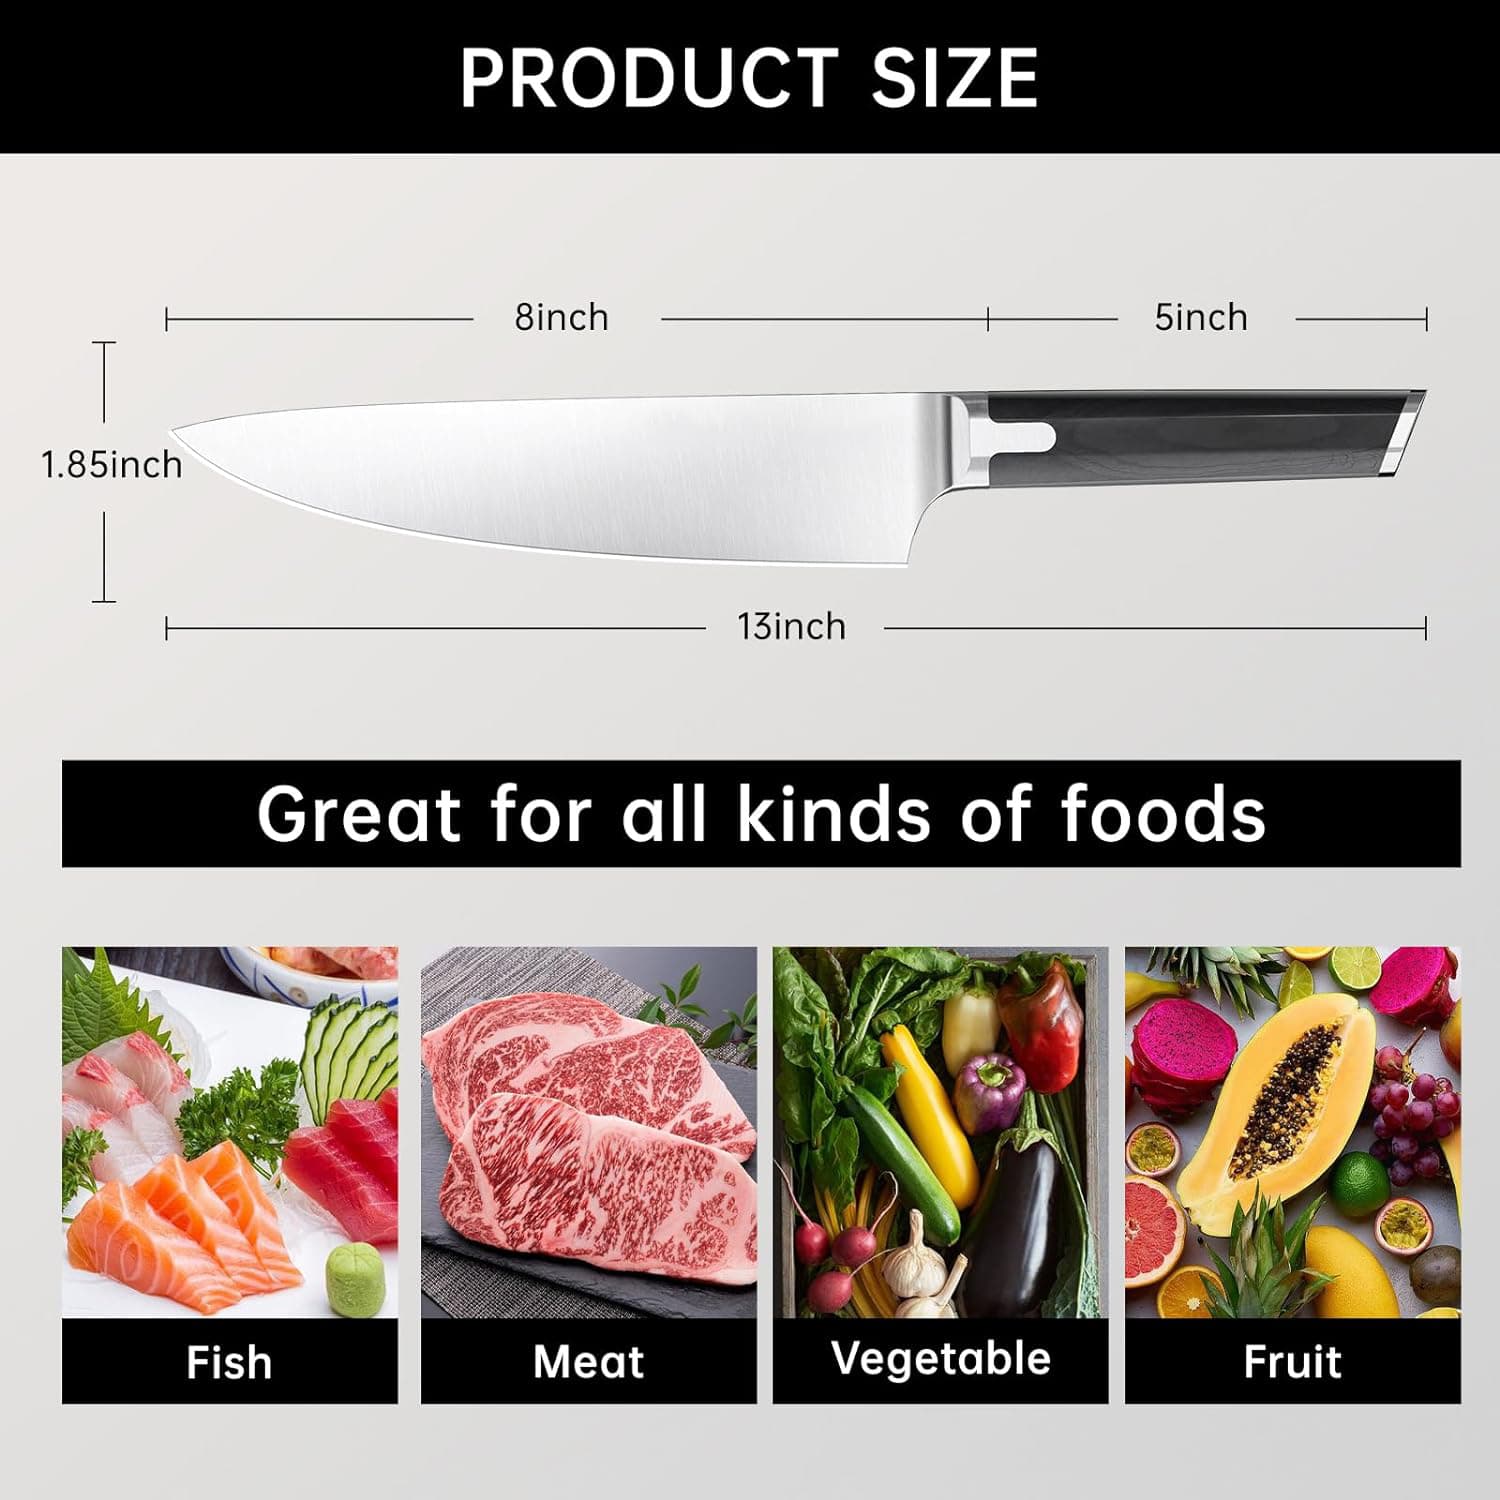 PRODUCT SIZE
8inch
5inch
1.85inch
13inch
Great for all kinds of foods
Fish
Meat
Vegetable
Fruit